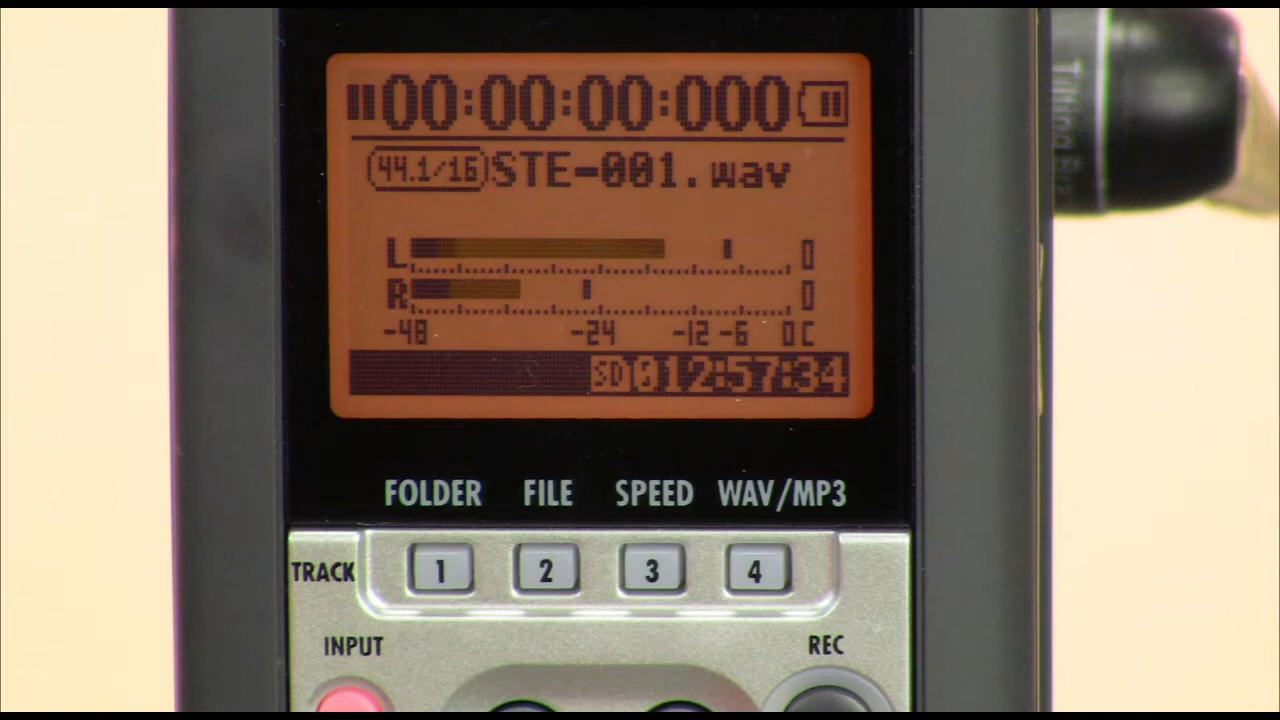 00:00:00:000
44.1/16 STE-001.wav
L 0
R 0
-48 -24 -12 -6 0
SD 012:57:34
FOLDER FILE SPEED WAV/MP3
TRACK 1 2 3 4
INPUT REC